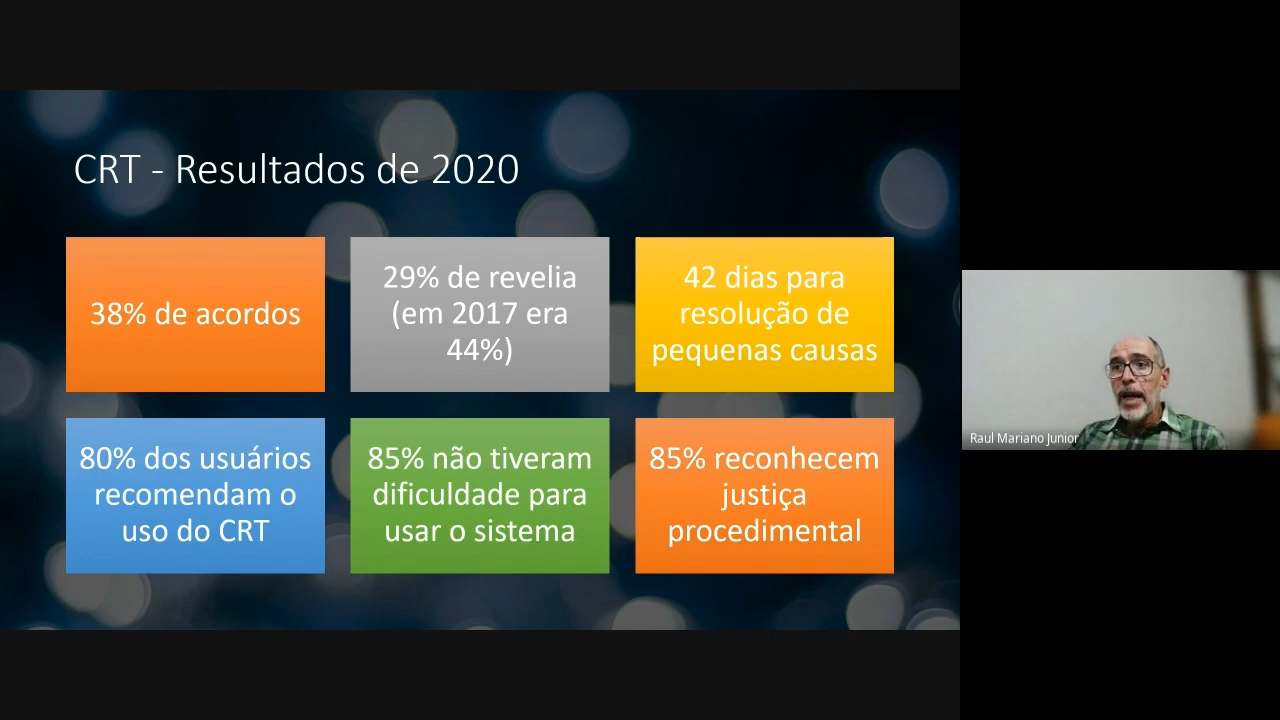 CRT - Resultados de 2020
38% de acordos
29% de revelia
(em 2017 era
44%)
42 dias para
resolução de
pequenas causas
80% dos usuários
recomendam o
uso do CRT
85% não tiveram
dificuldade para
usar o sistema
85% reconhecem
justiça
procedimental
Raul Mariano Junior